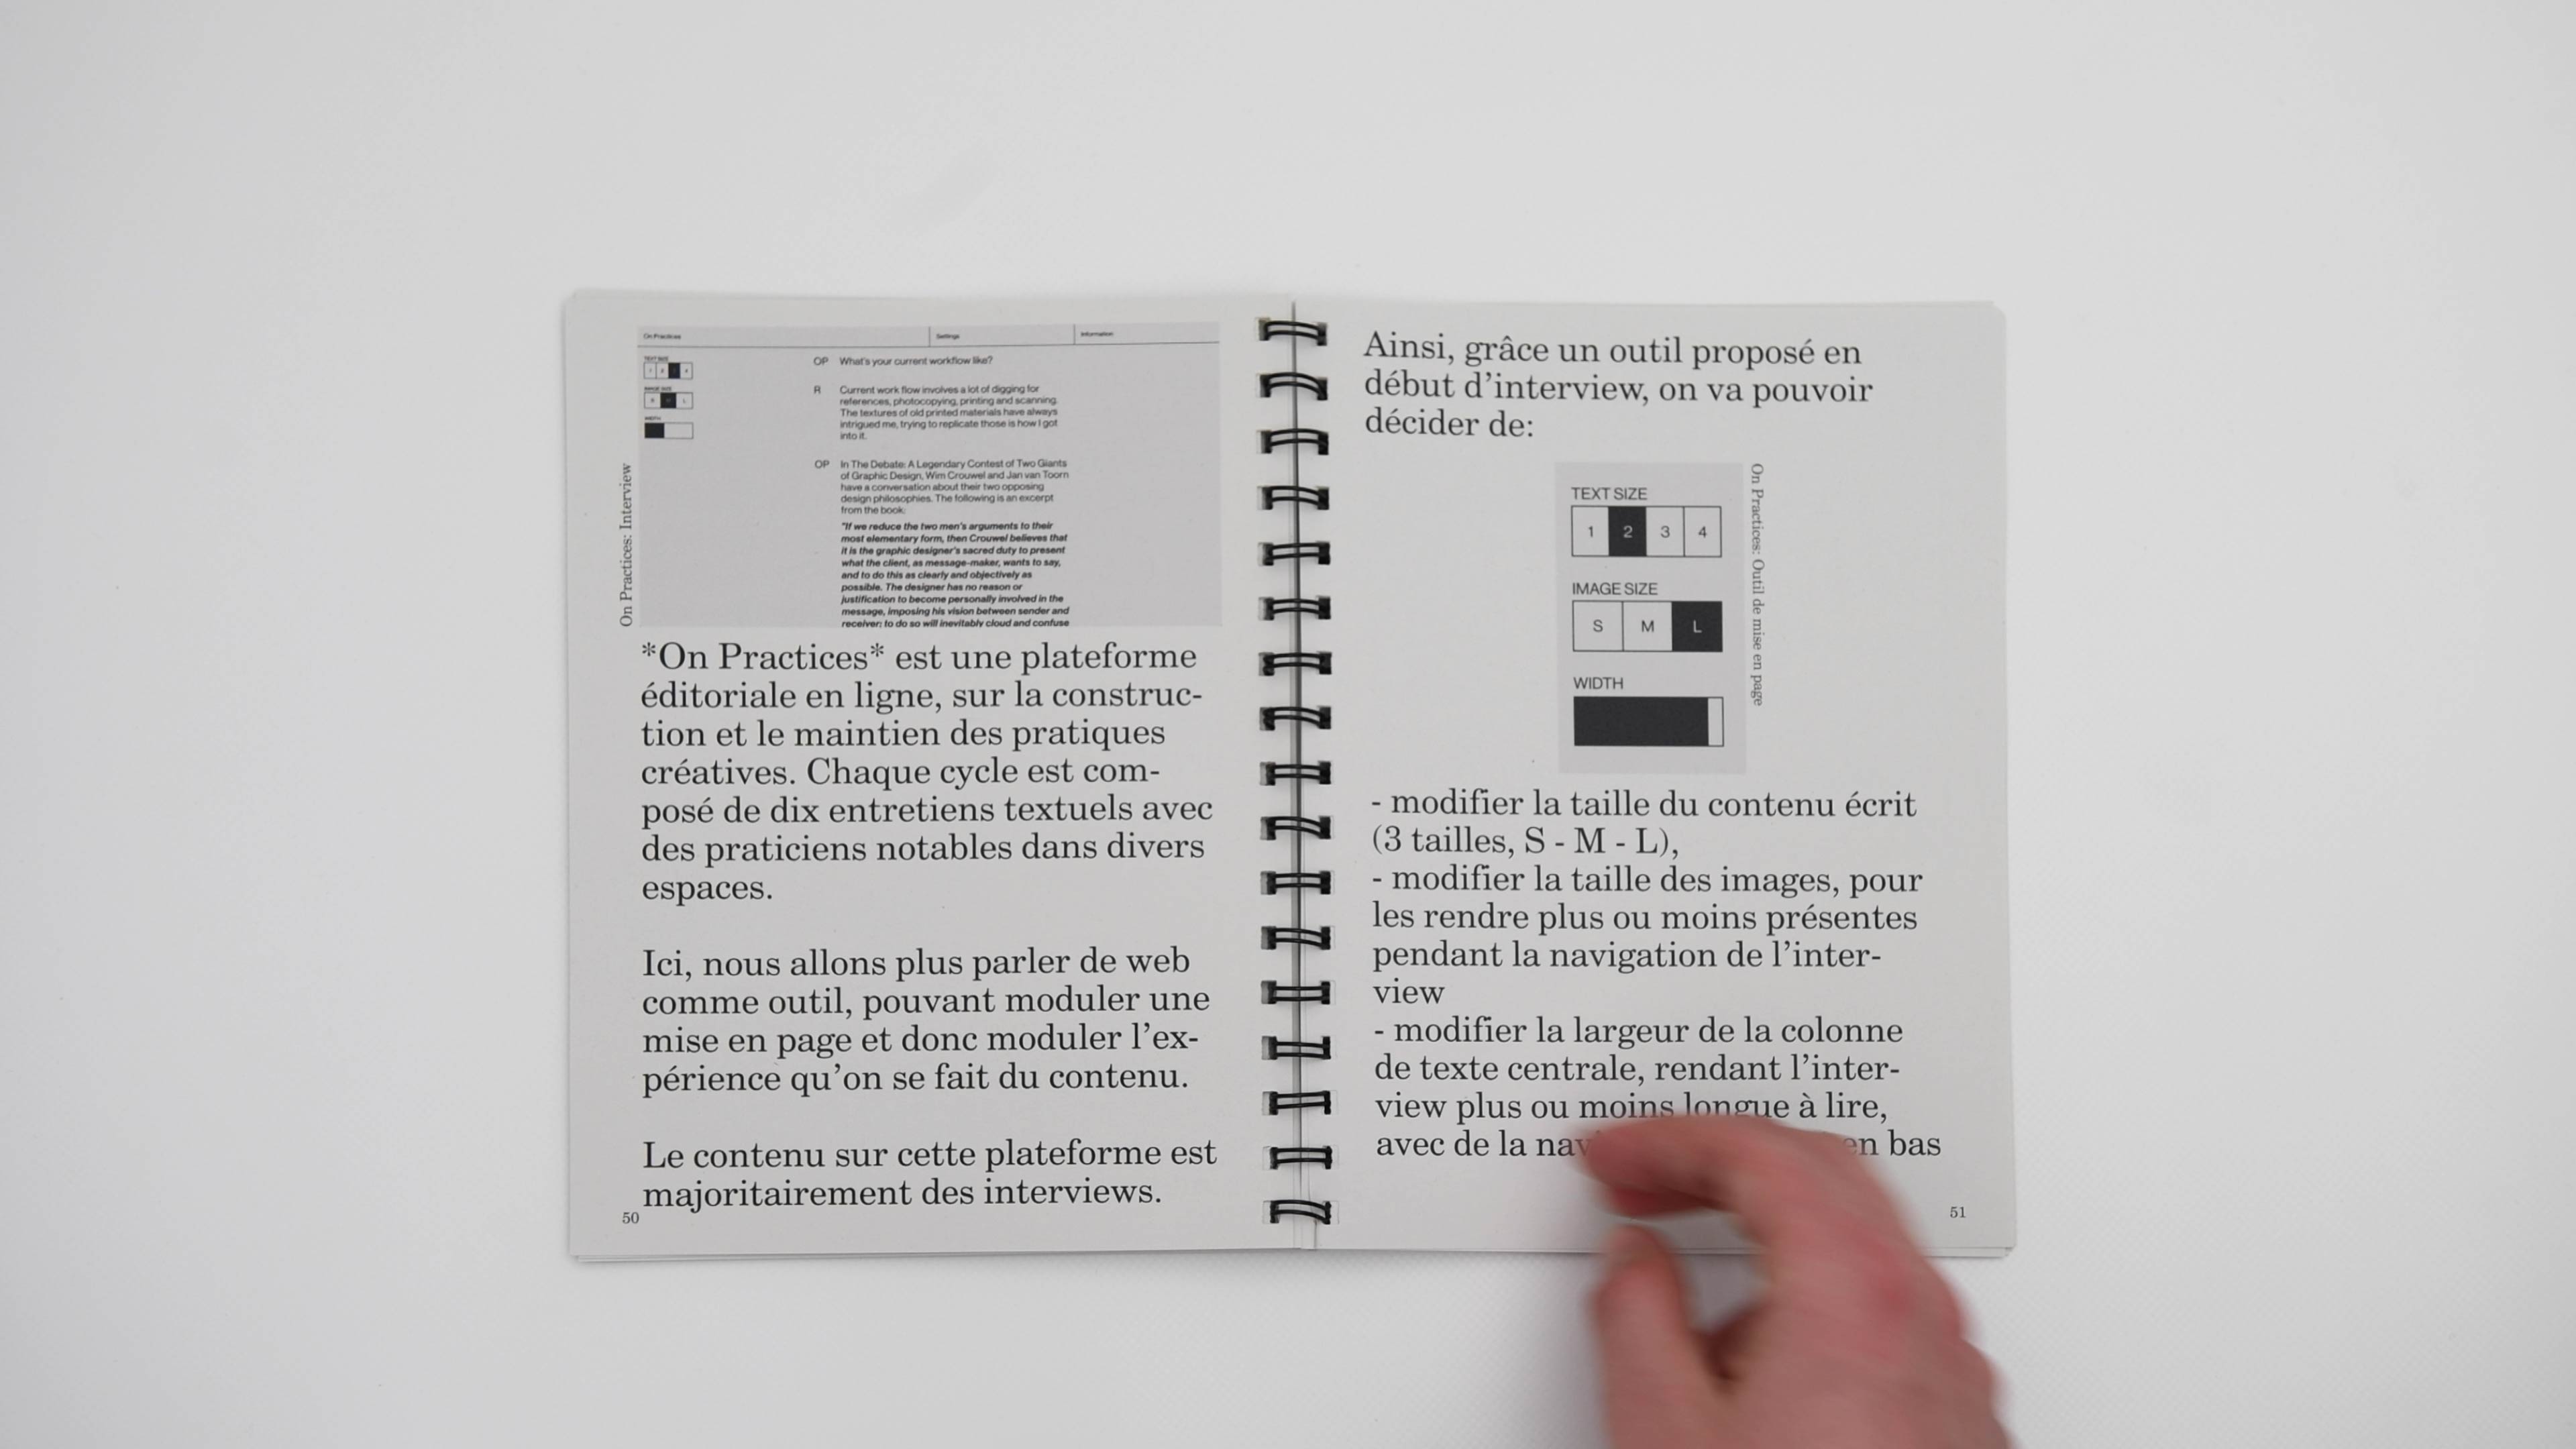 On Practices
Settings
Information
TEXT SIZE
IMAGE SIZE
S
L
WIDTH
OP What's your current workflow like?
R Current work flow involves a lot of digging for
references, photocopying, printing and scanning.
The textures of old printed materials have always
intrigued me, trying to replicate those is how I got
into it.
OP In The Debate: A Legendary Contest of Two Giants
of Graphic Design, Wim Crouwel and Jan van Toorn
have a conversation about their two opposing
design philosophies. The following is an excerpt
from the book:
"If we reduce the two men's arguments to their
most elementary form, then Crouwel believes that
it is the graphic designer's sacred duty to present
what the client, as message-maker, wants to say,
and to do this as clearly and objectively as
possible. The designer has no reason or
justification to become personally involved in the
message, imposing his vision between sender and
receiver; to do so will inevitably cloud and confuse
On Practices: Interview
*On Practices* est une plateforme
éditoriale en ligne, sur la construc-
tion et le maintien des pratiques
créatives. Chaque cycle est com-
posé de dix entretiens textuels avec
des praticiens notables dans divers
espaces.
Ici, nous allons plus parler de web
comme outil, pouvant moduler une
mise en page et donc moduler l'ex-
périence qu'on se fait du contenu.
Le contenu sur cette plateforme est
majoritairement des interviews.
50
Ainsi, grâce un outil proposé en
début d'interview, on va pouvoir
décider de:
TEXT SIZE
1 2 3 4
IMAGE SIZE
S M L
WIDTH
On Practices: Outil de mise en page
- modifier la taille du contenu écrit
(3 tailles, S - M - L),
- modifier la taille des images, pour
les rendre plus ou moins présentes
pendant la navigation de l'inter-
view
- modifier la largeur de la colonne
de texte centrale, rendant l'inter-
view plus ou moins longue à lire,
avec de la en bas
51